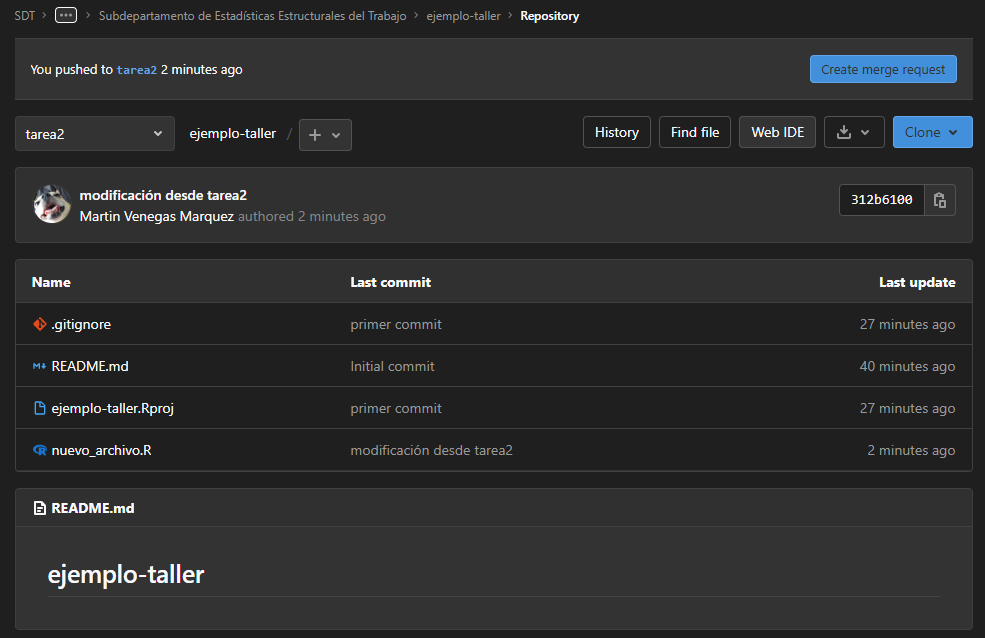 SDT › ··· › Subdepartamento de Estadísticas Estructurales del Trabajo › ejemplo-taller › Repository
You pushed to tarea2 2 minutes ago
Create merge request
tarea2 ejemplo-taller / + History Find file Web IDE Clone
modificación desde tarea2
Martin Venegas Marquez authored 2 minutes ago
312b6100
Name Last commit Last update
.gitignore primer commit 27 minutes ago
M↓ README.md Initial commit 40 minutes ago
ejemplo-taller.Rproj primer commit 27 minutes ago
R nuevo_archivo.R modificación desde tarea2 2 minutes ago
README.md
ejemplo-taller